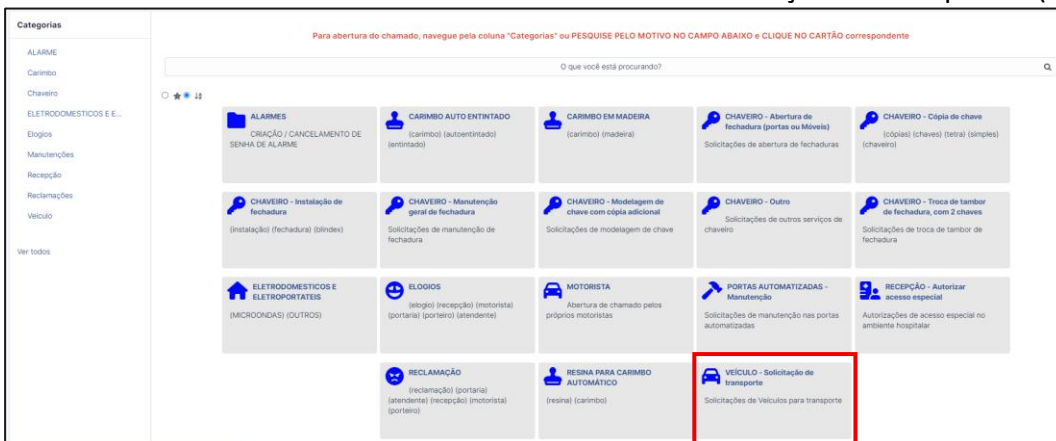 Categorias
ALARME
Carimbo
Chaveiro
ELETRODOMESTICOS E E...
Elogios
Manutenções
Recepção
Reclamações
Veículo
Ver todos
Para abertura do chamado, navegue pela coluna "Categorias" ou PESQUISE PELO MOTIVO NO CAMPO ABAIXO e CLIQUE NO CARTÃO correspondente
O que você está procurando?
ALARMES
CRIAÇÃO / CANCELAMENTO DE
SENHA DE ALARME
CARIMBO AUTO ENTINTADO
(carimbo) (autoentintado)
(entintado)
CARIMBO EM MADEIRA
(carimbo) (madeira)
CHAVEIRO - Abertura de
fechadura (portas ou Móveis)
Solicitações de abertura de fechaduras
CHAVEIRO - Cópia de chave
(cópias) (chaves) (tetra) (simples)
(chaveiro)
CHAVEIRO - Instalação de
fechadura
(instalação) (fechadura) (blindex)
CHAVEIRO - Manutenção
geral de fechadura
Solicitações de manutenção de
fechadura
CHAVEIRO - Modelagem de
chave com cópia adicional
Solicitações de modelagem de chave
CHAVEIRO - Outro
Solicitações de outros serviços de
chaveiro
CHAVEIRO - Troca de tambor
de fechadura, com 2 chaves
Solicitações de troca de tambor de
fechadura
ELETRODOMESTICOS E
ELETROPORTATEIS
(MICROONDAS) (OUTROS)
ELOGIOS
(elogio) (recepção) (motorista)
(portaria) (porteiro) (atendente)
MOTORISTA
Abertura de chamado pelos
próprios motoristas
PORTAS AUTOMATIZADAS -
Manutenção
Solicitações de manutenção nas portas
automatizadas
RECEPÇÃO - Autorizar
acesso especial
Autorizações de acesso especial no
ambiente hospitalar
RECLAMAÇÃO
(reclamação) (portaria)
(atendente) (recepção) (motorista)
(porteiro)
RESINA PARA CARIMBO
AUTOMÁTICO
(resina) (carimbo)
VEÍCULO - Solicitação de
transporte
Solicitações de Veículos para transporte